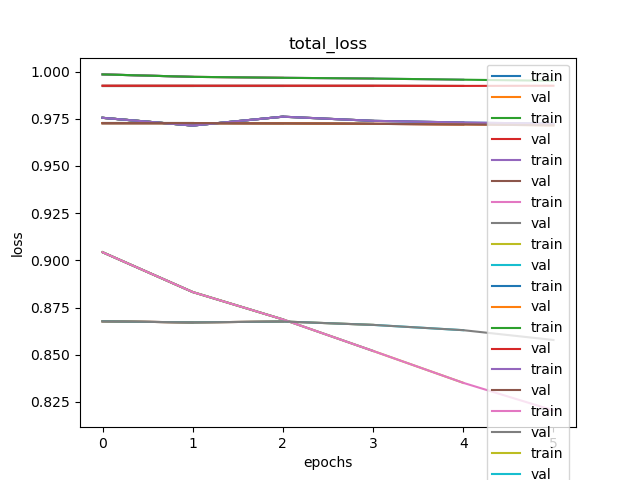 total_loss
loss
1.000
0.975
0.950
0.925
0.900
0.875
0.850
0.825
0
1
2
3
4
5
epochs
train
val
train
val
train
val
train
val
train
val
train
val
train
val
train
val
train
val
train
val